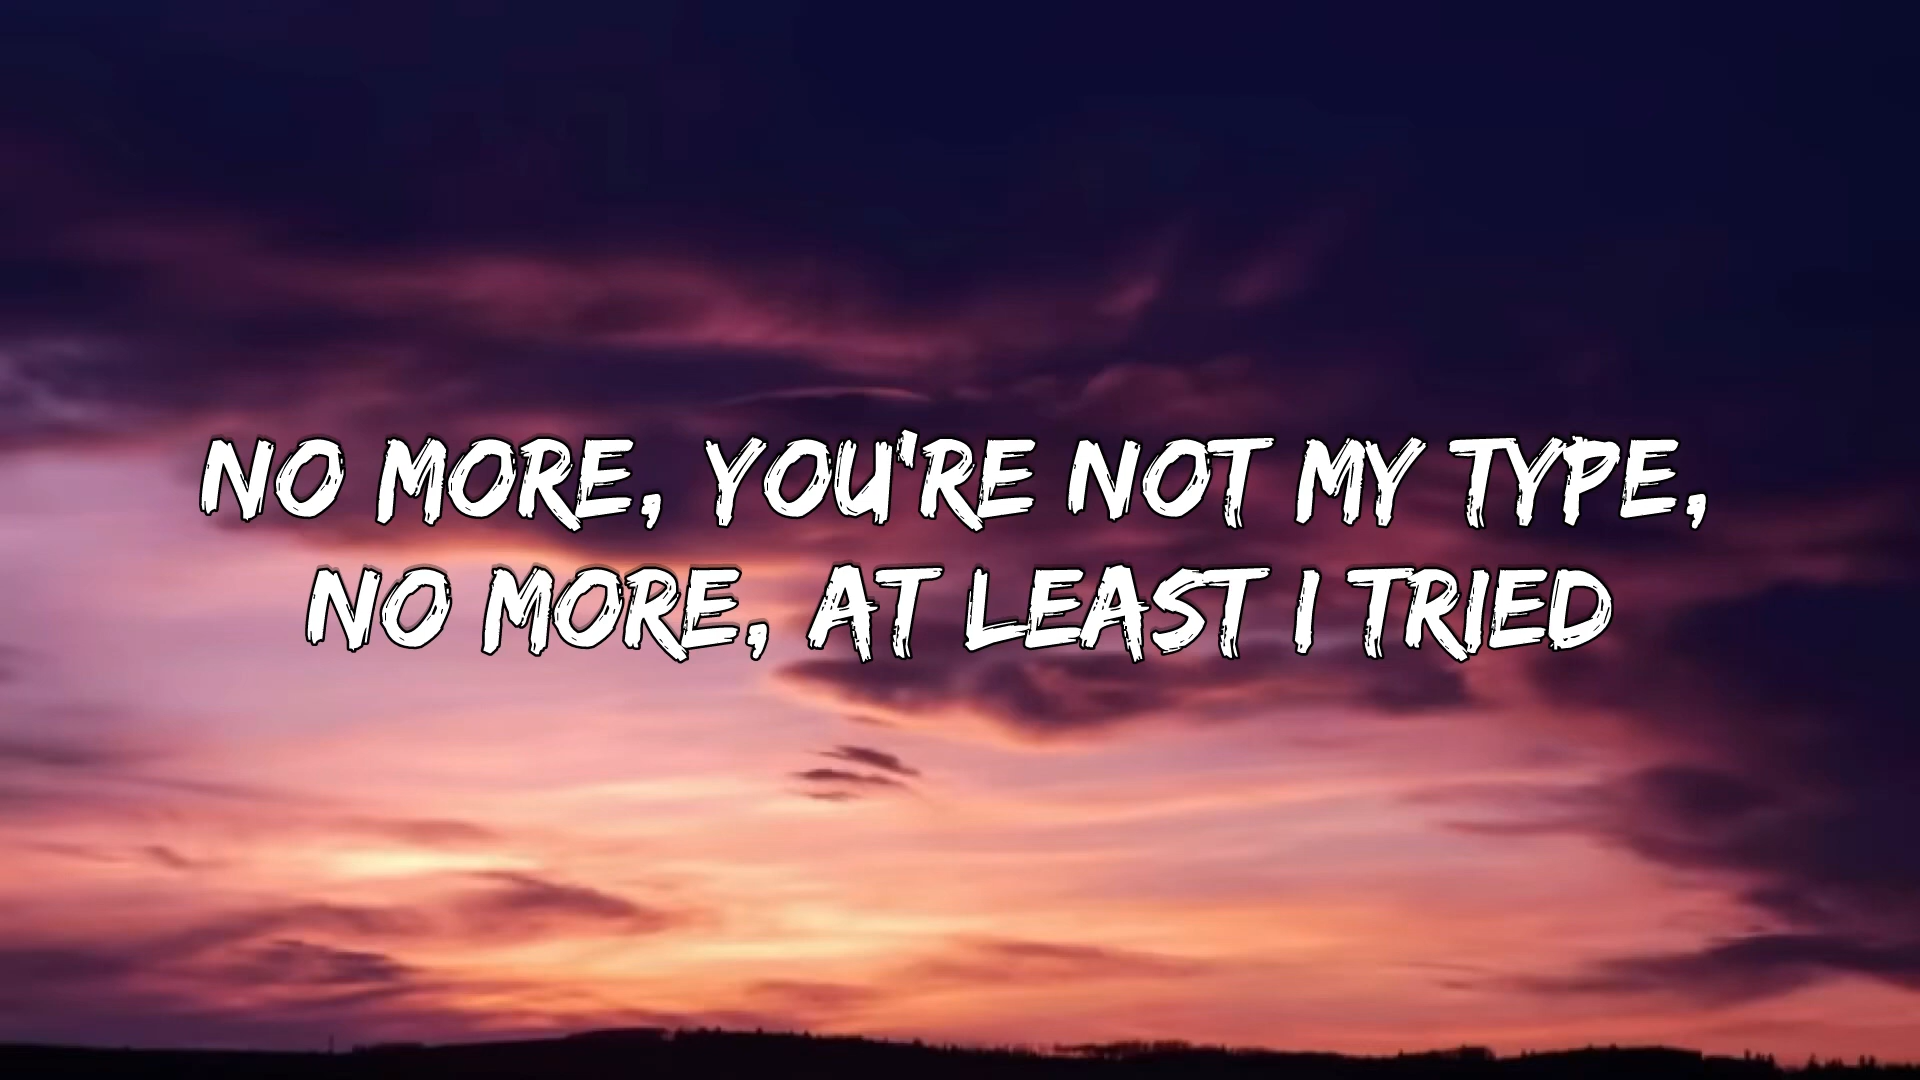 NO MORE, YOU'RE NOT MY TYPE,
NO MORE, AT LEAST I TRIED